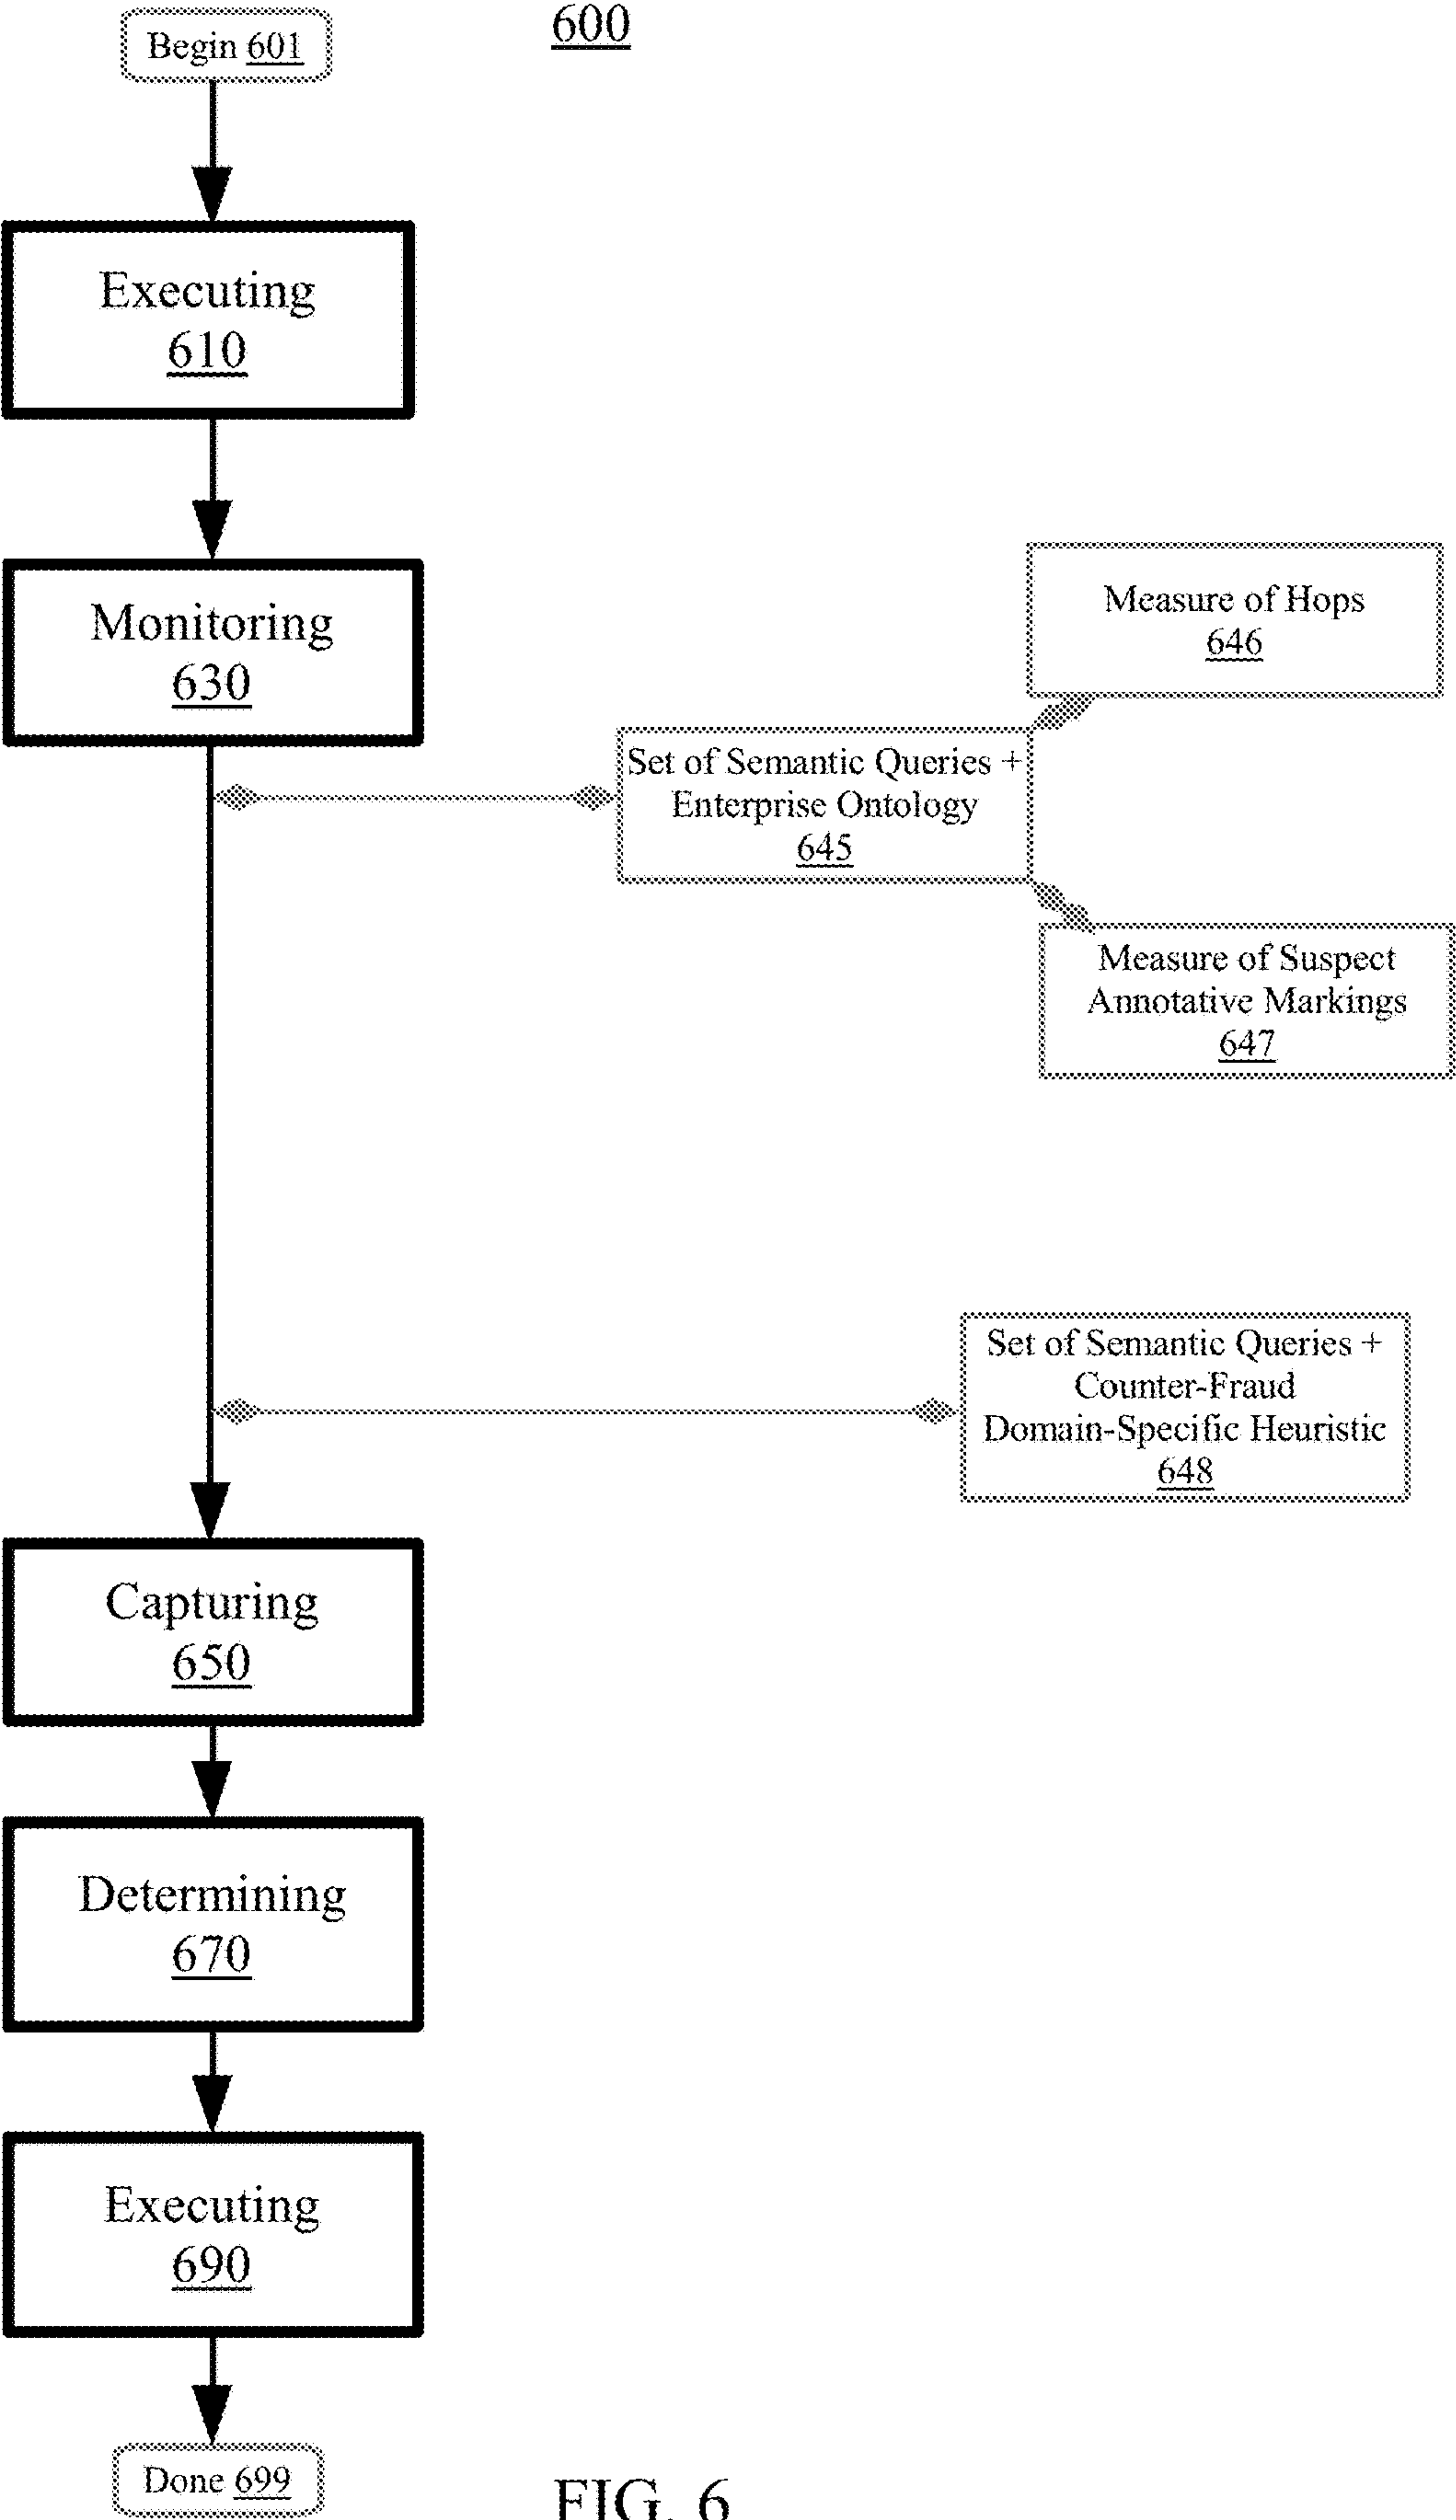 600
Begin 601
Executing
610
Monitoring
630
Measure of Hops
646
Set of Semantic Queries +
Enterprise Ontology
645
Measure of Suspect
Annotative Markings
647
Set of Semantic Queries +
Counter-Fraud
Domain-Specific Heuristic
648
Capturing
650
Determining
670
Executing
690
Done 699
FIG. 6